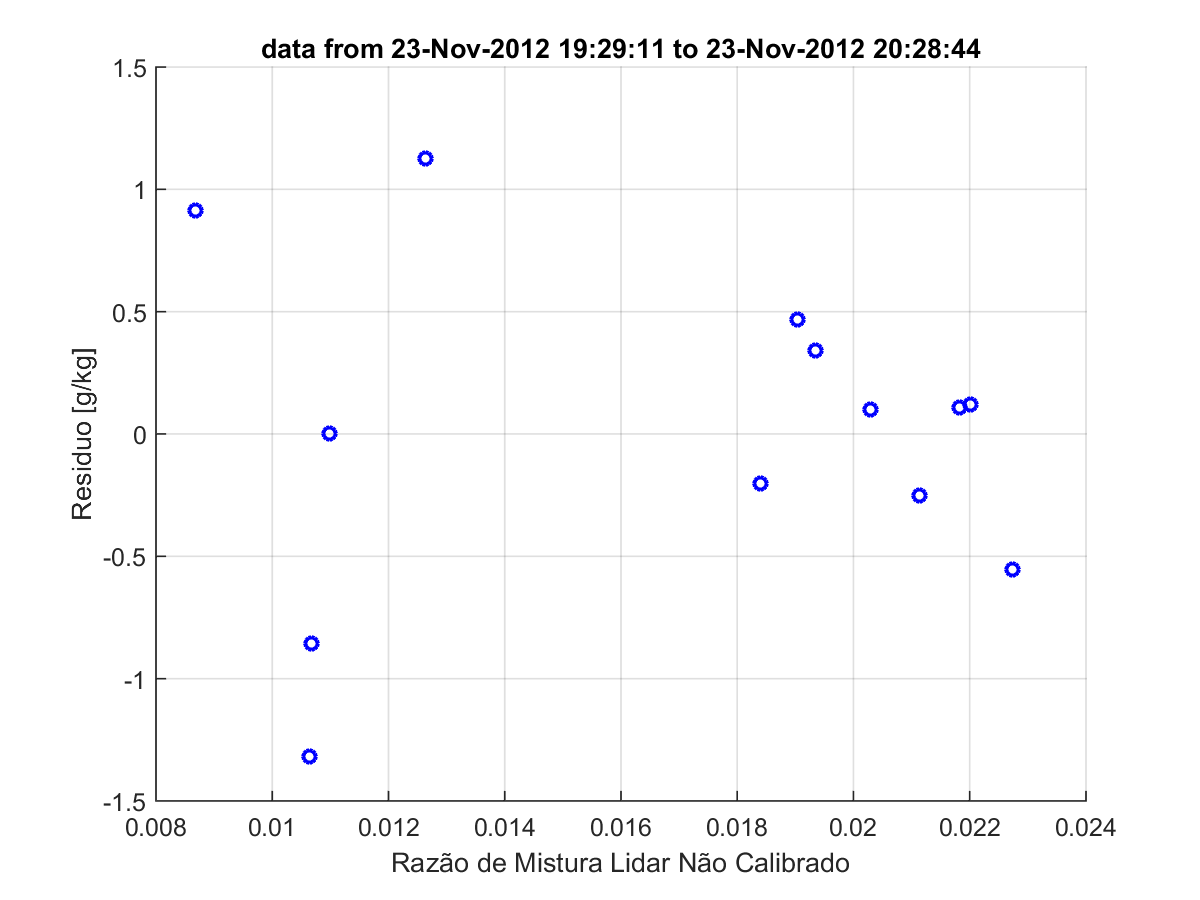 data from 23-Nov-2012 19:29:11 to 23-Nov-2012 20:28:44
1.5
1
0.5
0
-0.5
-1
-1.5
Residuo [g/kg]
0.008 0.01 0.012 0.014 0.016 0.018 0.02 0.022 0.024
Razão de Mistura Lidar Não Calibrado